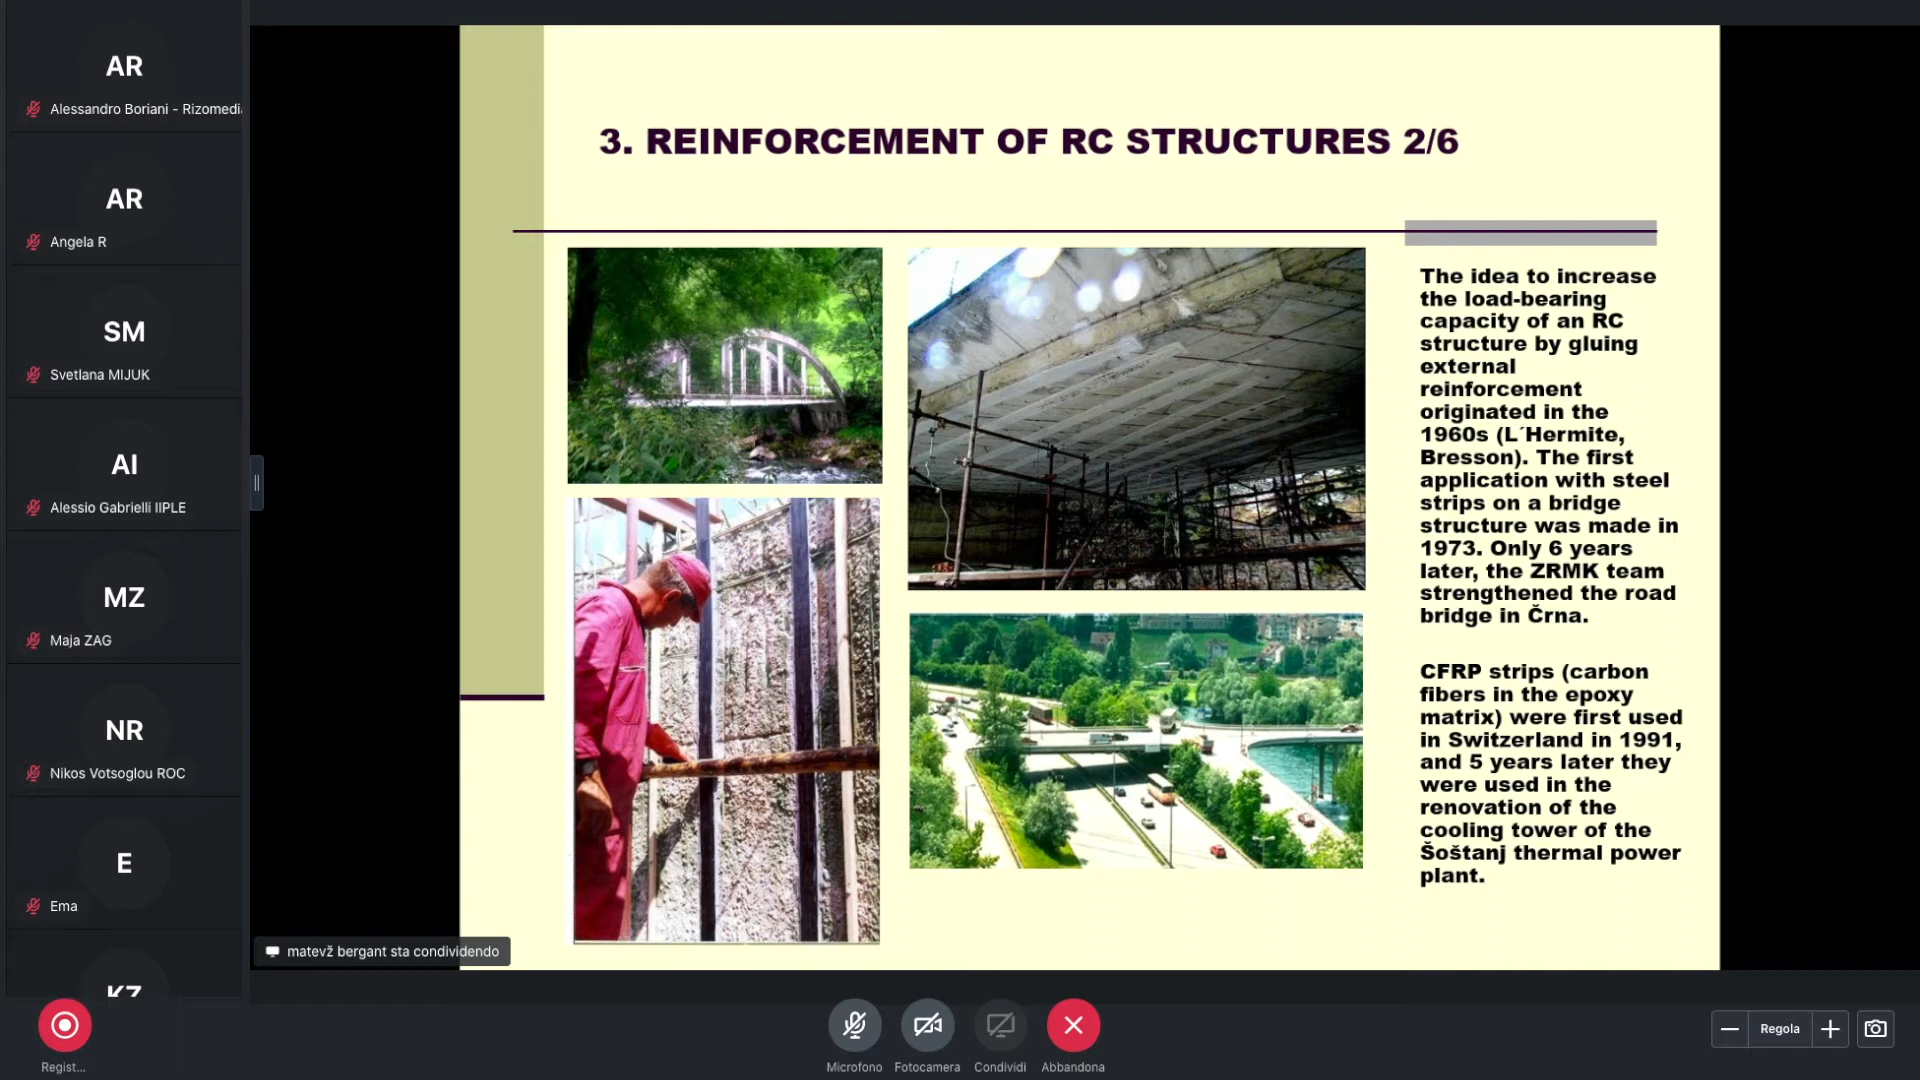 AR
Alessandro Boriani - Rizomedi
AR
Angela R
SM
Svetlana MIJUK
AI
Alessio Gabrielli IIPLE
MZ
Maja ZAG
NR
Nikos Votsoglou ROC
E
Ema
KZ
3. REINFORCEMENT OF RC STRUCTURES 2/6
The idea to increase
the load-bearing
capacity of an RC
structure by gluing
external
reinforcement
originated in the
1960s (L´Hermite,
Bresson). The first
application with steel
strips on a bridge
structure was made in
1973. Only 6 years
later, the ZRMK team
strengthened the road
bridge in Črna.
CFRP strips (carbon
fibers in the epoxy
matrix) were first used
in Switzerland in 1991,
and 5 years later they
were used in the
renovation of the
cooling tower of the
Šoštanj thermal power
plant.
matevž bergant sta condividendo
Regist...
Microfono
Fotocamera
Condividi
Abbandona
Regola